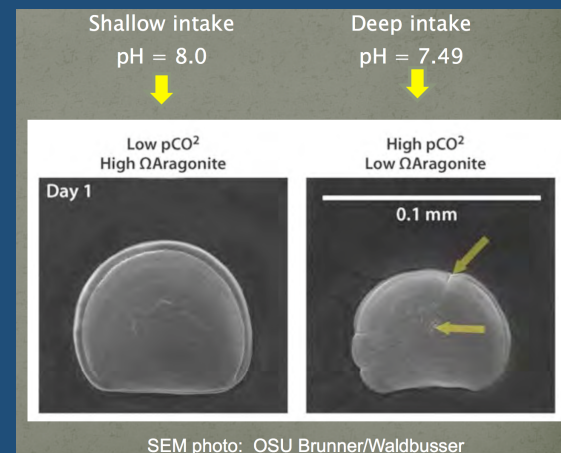 Shallow intake
pH = 8.0
Deep intake
pH = 7.49
Low pCO²
High ΩAragonite
High pCO²
Low ΩAragonite
Day 1
0.1 mm
SEM photo: OSU Brunner/Waldbusser